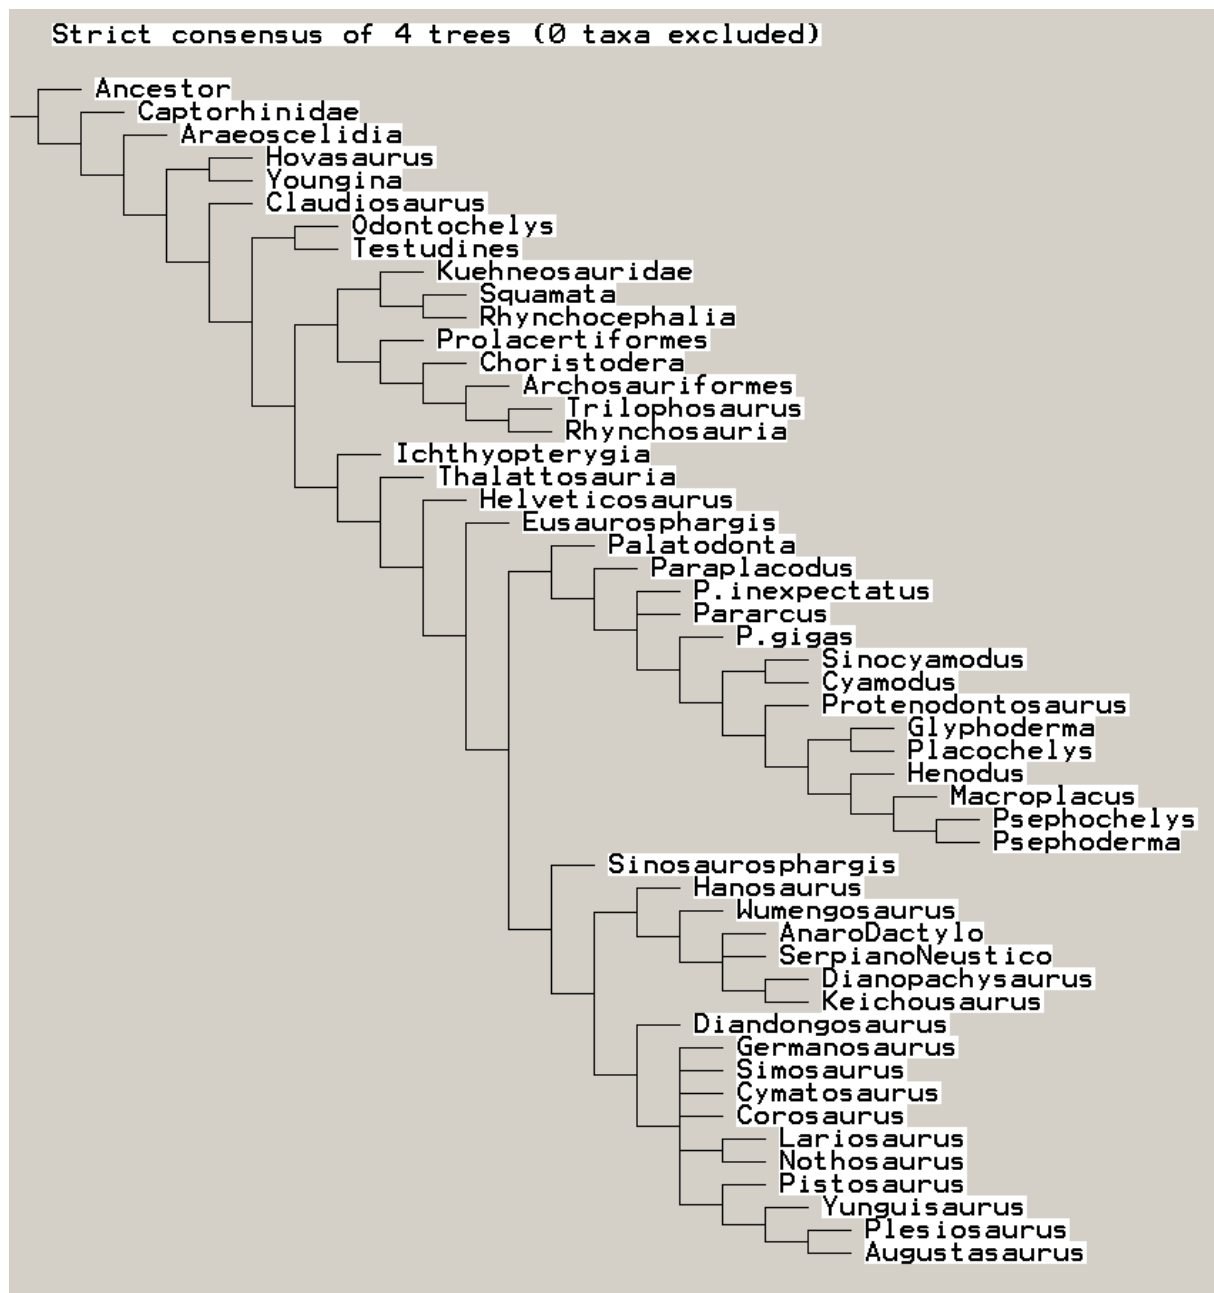 Strict consensus of 4 trees (0 taxa excluded)
Ancestor
Captorhinidae
Araeoscelidia
Hovasaurus
Youngina
Claudiosaurus
Odontochelys
Testudines
Kuehneosauridae
Squamata
Rhynchocephalia
Prolacertiformes
Choristodera
Archosauriformes
Trilophosaurus
Rhynchosauria
Ichthyopterygia
Thalattosauria
Helveticosaurus
Eusaurosphargis
Palatodonta
Paraplacodus
P.inexpectatus
Pararcus
P.gigas
Sinocyamodus
Cyamodus
Protenodontosaurus
Glyphoderma
Placochelys
Henodus
Macroplacus
Psephochelys
Psephoderma
Sinosaurosphargis
Hanosaurus
Wumengosaurus
AnaroDactylo
SerpianoNeustico
Dianopachysaurus
Keichousaurus
Diandongosaurus
Germanosaurus
Simosaurus
Cymatosaurus
Corosaurus
Lariosaurus
Nothosaurus
Pistosaurus
Yunguisaurus
Plesiosaurus
Augustasaurus